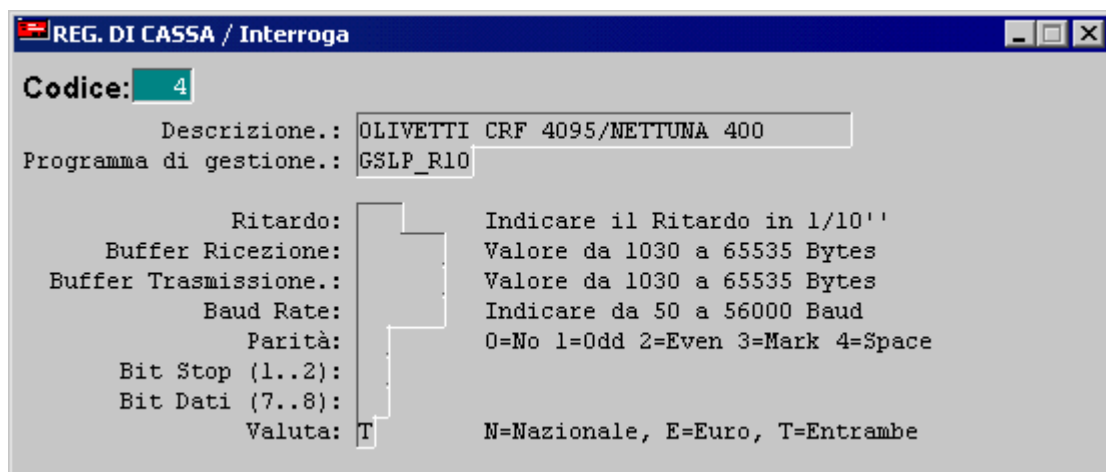 REG. DI CASSA / Interroga
Codice: 4
Descrizione.: OLIVETTI CRF 4095/NETTUNA 400
Programma di gestione.: GSLP_R10
Ritardo: Indicare il Ritardo in 1/10''
Buffer Ricezione: Valore da 1030 a 65535 Bytes
Buffer Trasmissione.: Valore da 1030 a 65535 Bytes
Baud Rate: Indicare da 50 a 56000 Baud
Parità: 0=No 1=Odd 2=Even 3=Mark 4=Space
Bit Stop (1..2):
Bit Dati (7..8):
Valuta: T N=Nazionale, E=Euro, T=Entrambe